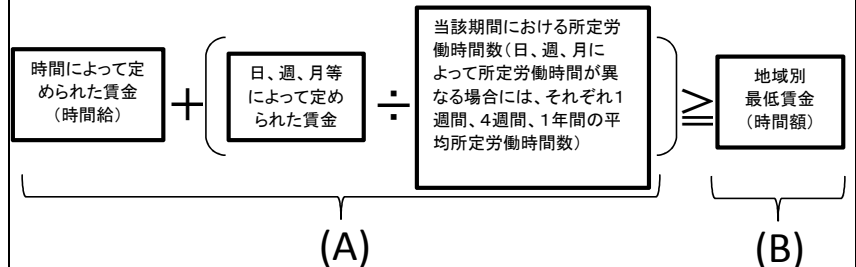 時間によって定
められた賃金
(時間給)
+
日、週、月等
によって定め
られた賃金
÷
当該期間における所定労
働時間数(日、週、月に
よって所定労働時間が異
なる場合には、それぞれ1
週間、4週間、1年間の平
均所定労働時間数)
≧
地域別
最低賃金
(時間額)
(A)
(B)